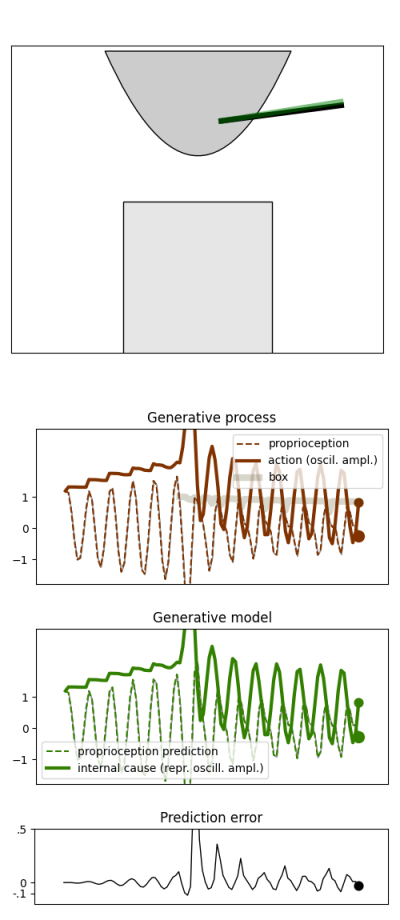 Generative process
proprioception
action (oscil. ampl.)
box
1
0
−1
Generative model
1
0
−1
proprioception prediction
internal cause (repr. oscill. ampl.)
Prediction error
.5
0
-.1